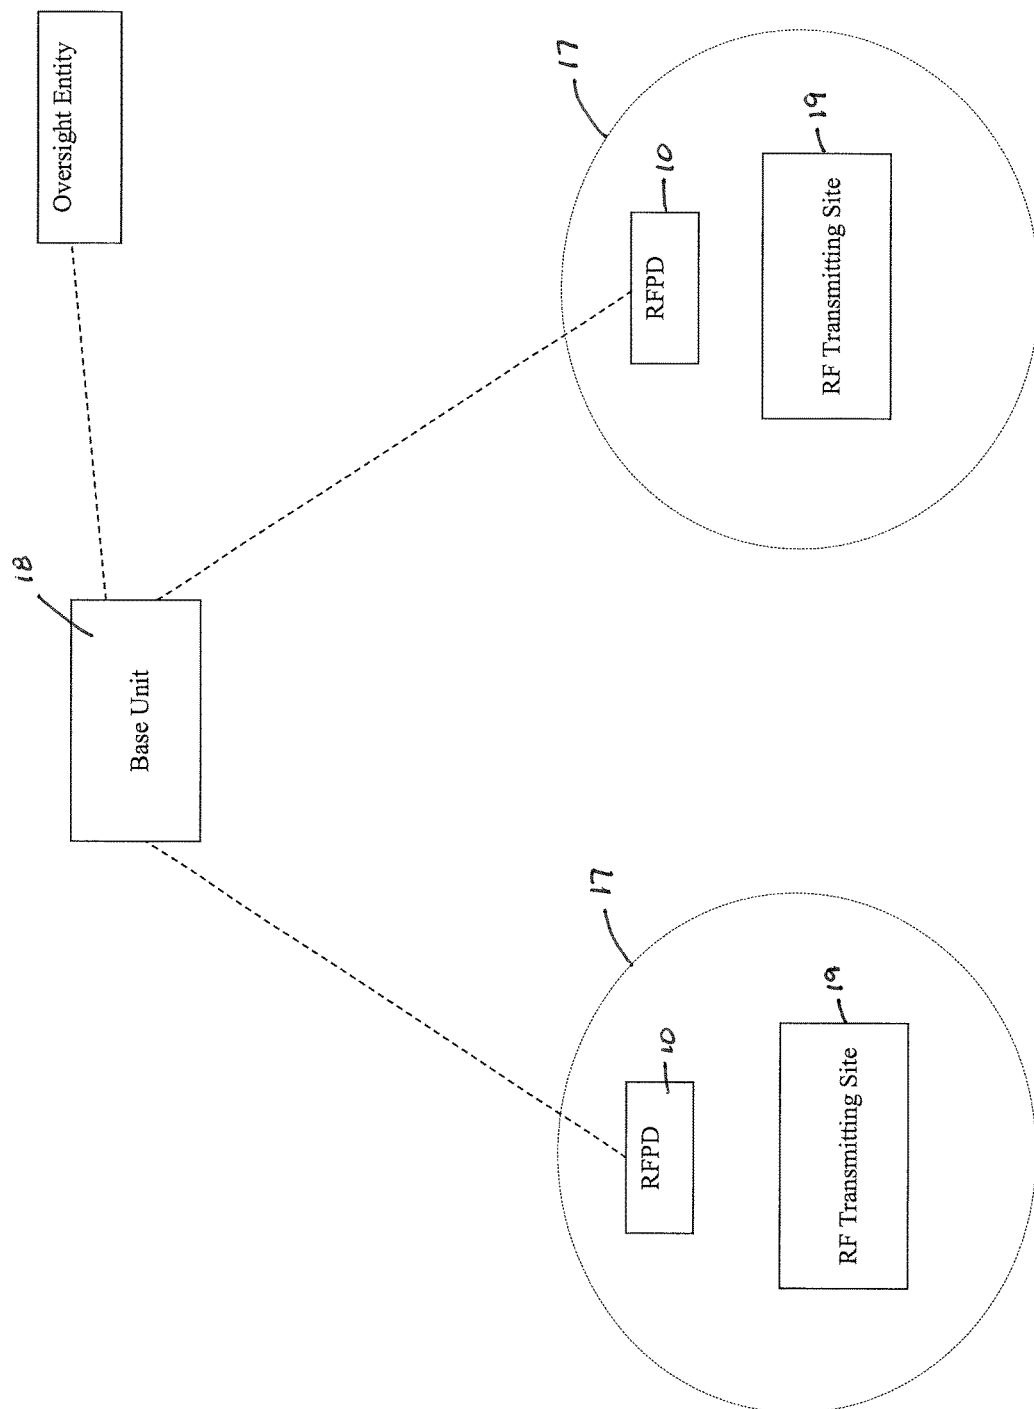 18
Oversight Entity
Base Unit
17
17
RFPD
10
RFPD
10
19
19
RF Transmitting Site
RF Transmitting Site